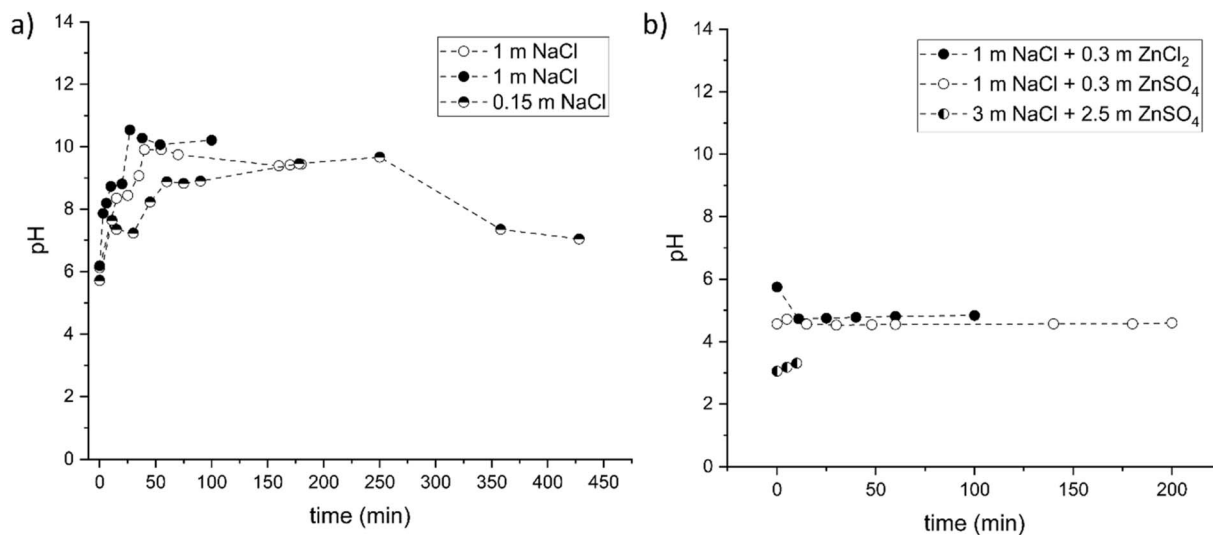 a)
14
12
10
8
6
4
2
0
pH
0 50 100 150 200 250 300 350 400 450
time (min)
1 m NaCl
1 m NaCl
0.15 m NaCl
b)
14
12
10
8
6
4
2
0
pH
0 50 100 150 200
time (min)
1 m NaCl + 0.3 m ZnCl₂
1 m NaCl + 0.3 m ZnSO₄
3 m NaCl + 2.5 m ZnSO₄